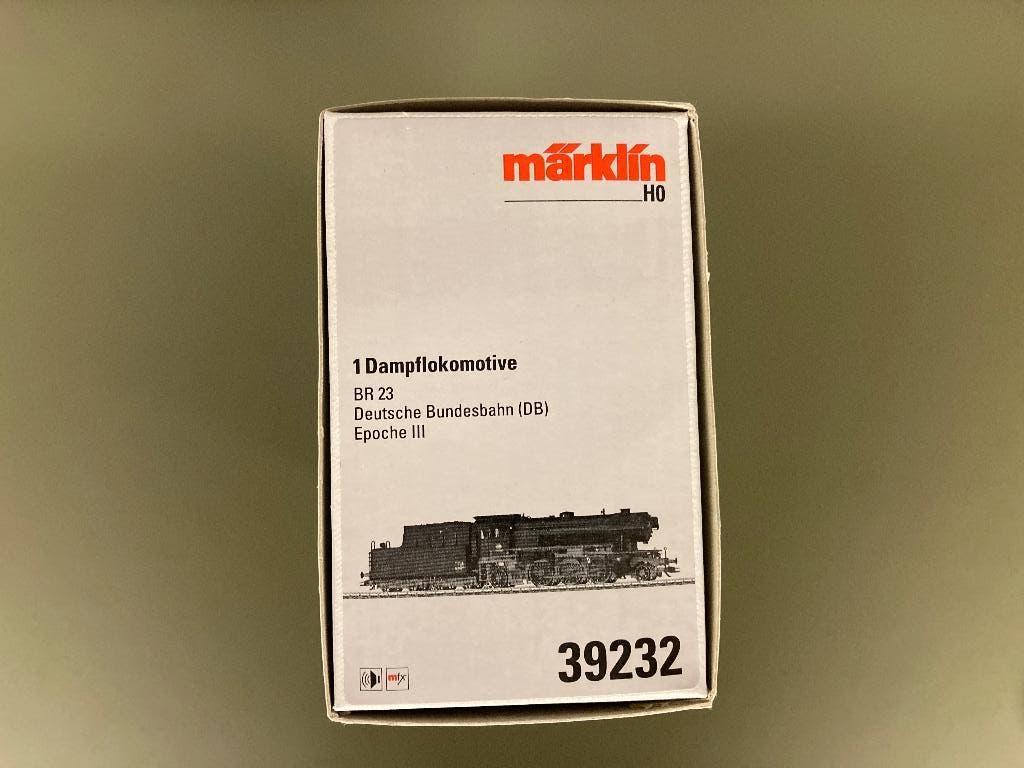 märklin
H0
1 Dampflokomotive
BR 23
Deutsche Bundesbahn (DB)
Epoche III
mfx
39232